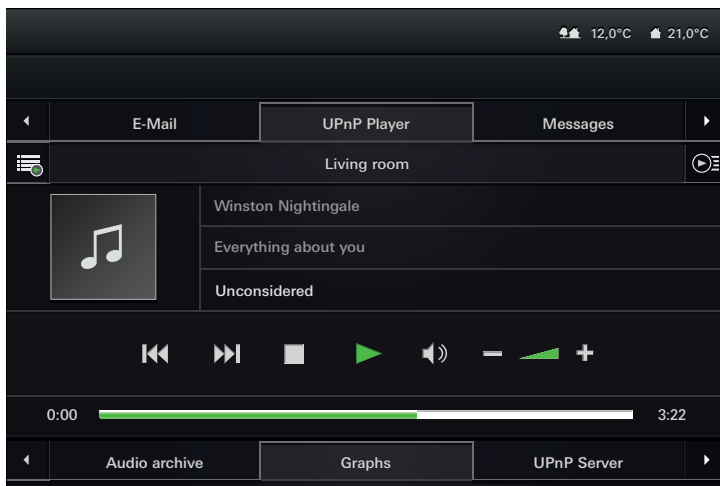 12,0°C 21,0°C
E-Mail UPnP Player Messages
Living room
Winston Nightingale
Everything about you
Unconsidered
0:00 3:22
Audio archive Graphs UPnP Server